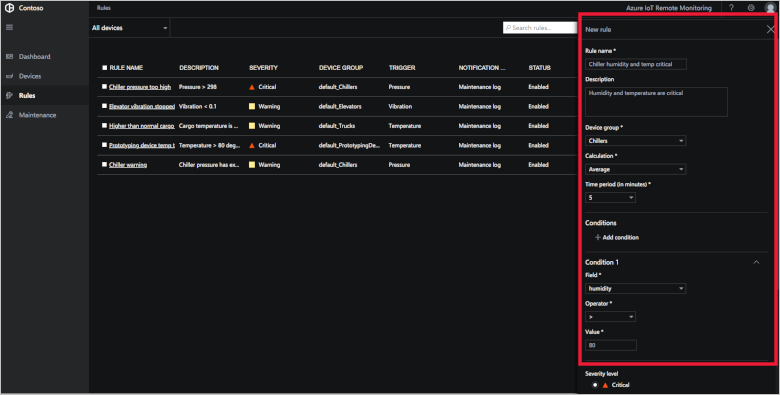 Contoso
Rules
Azure IoT Remote Monitoring
?
All devices
Search rules...
Dashboard
Devices
Rules
Maintenance
RULE NAME DESCRIPTION SEVERITY DEVICE GROUP TRIGGER NOTIFICATION ... STATUS
Chiller pressure too high Pressure > 298 Critical default_Chillers Pressure Maintenance log Enabled
Elevator vibration stopped Vibration < 0.1 Warning default_Elevators Vibration Maintenance log Enabled
Higher than normal cargo Cargo temperature is ... Warning default_Trucks Temperature Maintenance log Enabled
Prototyping device temp t Temperature > 80 deg... Critical default_PrototypingDe... Temperature Maintenance log Enabled
Chiller warning Chiller pressure has ex... Warning default_Chillers Pressure Maintenance log Enabled
New rule
Rule name *
Chiller humidity and temp critical
Description
Humidity and temperature are critical
Device group *
Chillers
Calculation *
Average
Time period (in minutes) *
5
Conditions
+ Add condition
Condition 1
Field *
humidity
Operator *
>
Value *
80
Severity level
Critical